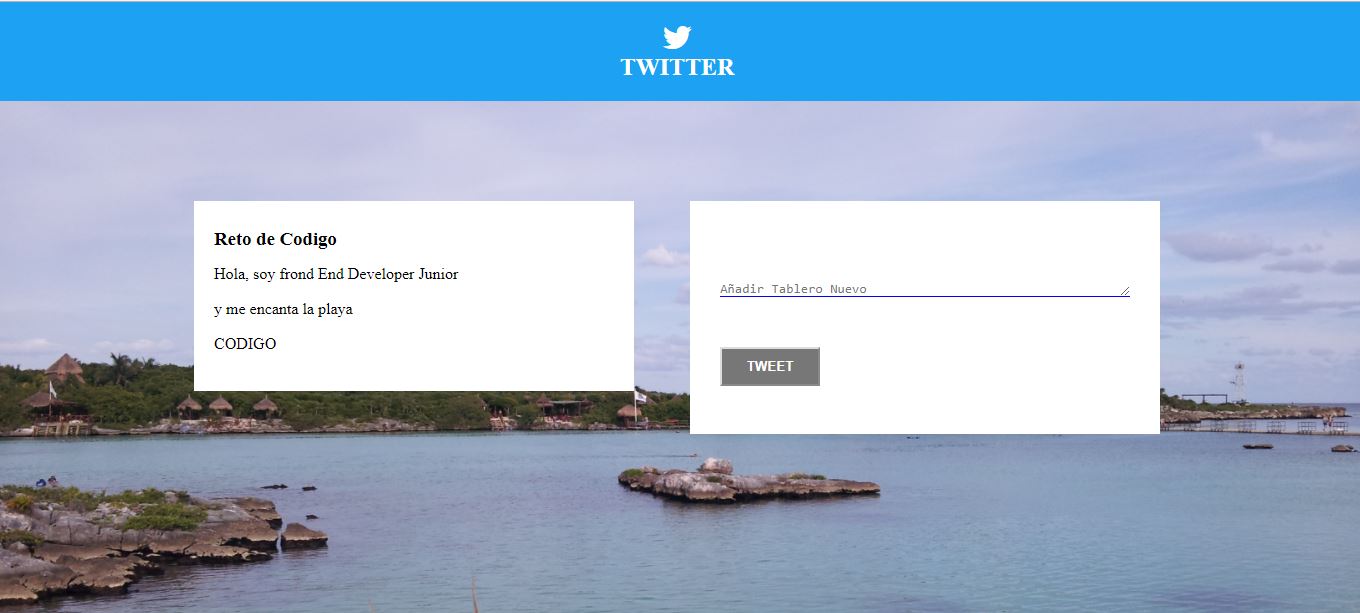 TWITTER
Reto de Codigo
Hola, soy frond End Developer Junior
y me encanta la playa
CODIGO
Añadir Tablero Nuevo
TWEET